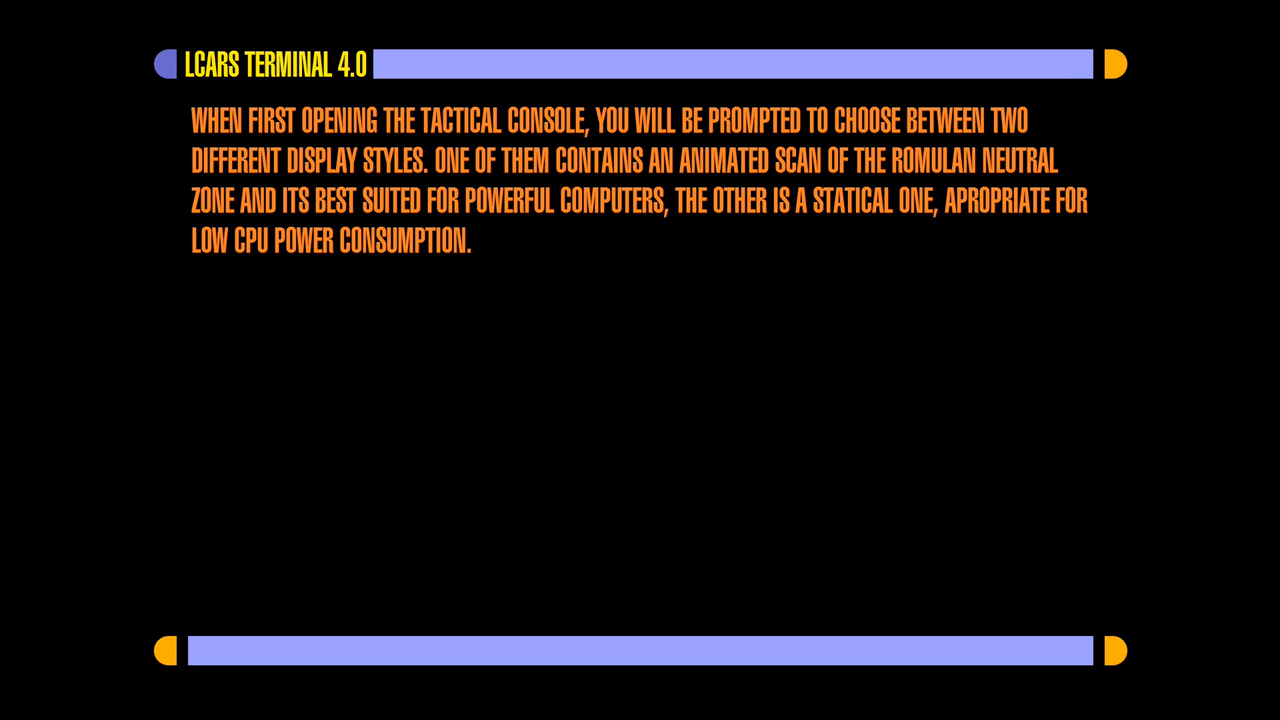 LCARS TERMINAL 4.0
WHEN FIRST OPENING THE TACTICAL CONSOLE, YOU WILL BE PROMPTED TO CHOOSE BETWEEN TWO
DIFFERENT DISPLAY STYLES. ONE OF THEM CONTAINS AN ANIMATED SCAN OF THE ROMULAN NEUTRAL
ZONE AND ITS BEST SUITED FOR POWERFUL COMPUTERS, THE OTHER IS A STATICAL ONE, APROPRIATE FOR
LOW CPU POWER CONSUMPTION.